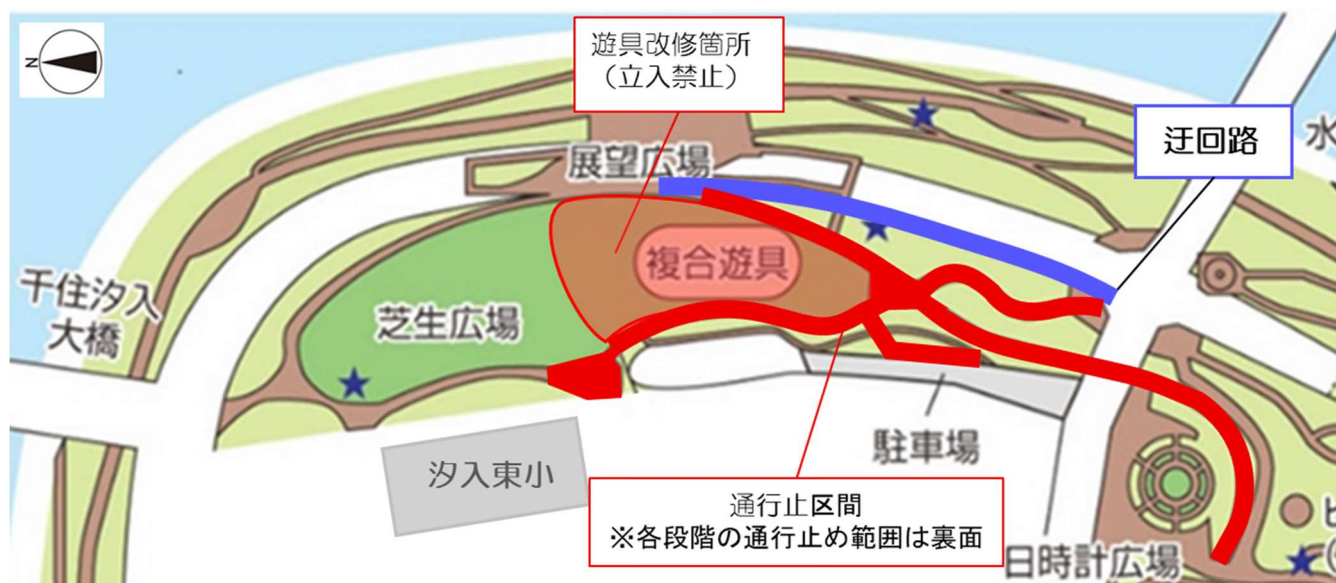 N
遊具改修箇所
（立入禁止）
迂回路
水
展望広場
複合遊具
千住汐入
大橋
芝生広場
駐車場
汐入東小
通行止区間
※各段階の通行止め範囲は裏面
日時計広場